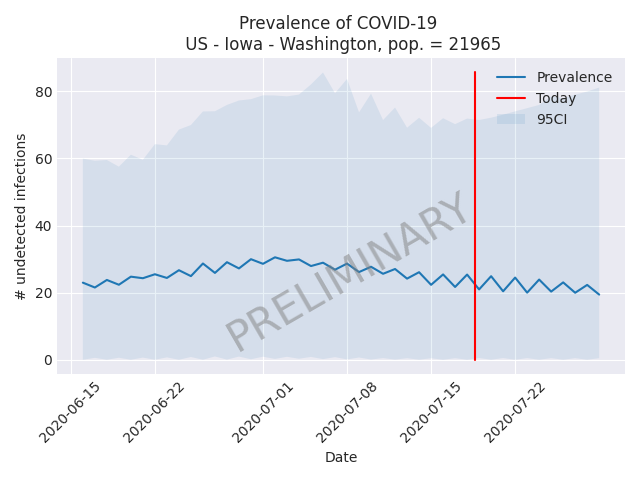 Prevalence of COVID-19
US - Iowa - Washington, pop. = 21965
Prevalence
Today
95CI
80
60
40
20
0
# undetected infections
PRELIMINARY
2020-06-15
2020-06-22
2020-07-01
2020-07-08
2020-07-15
2020-07-22
Date